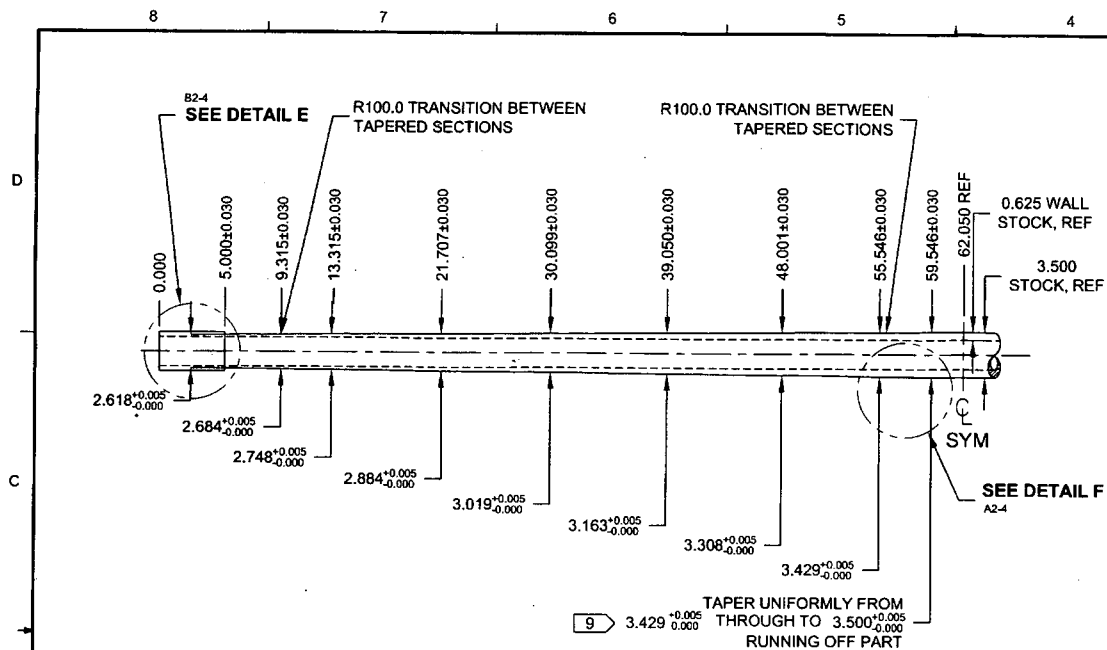 8 7 6 5 4
D
C
B2-4
SEE DETAIL E
R100.0 TRANSITION BETWEEN
TAPERED SECTIONS
R100.0 TRANSITION BETWEEN
TAPERED SECTIONS
0.000
5.000±0.030
9.315±0.030
13.315±0.030
21.707±0.030
30.099±0.030
39.050±0.030
48.001±0.030
55.546±0.030
59.546±0.030
62.050 REF
0.625 WALL
STOCK, REF
3.500
STOCK, REF
2.618 +0.005 -0.000
2.684 +0.005 -0.000
2.748 +0.005 -0.000
2.884 +0.005 -0.000
3.019 +0.005 -0.000
3.163 +0.005 -0.000
3.308 +0.005 -0.000
3.429 +0.005 -0.000
℄
SYM
SEE DETAIL F
A2-4
TAPER UNIFORMLY FROM
9 3.429 +0.005 0.000 THROUGH TO 3.500 +0.005 -0.000
RUNNING OFF PART